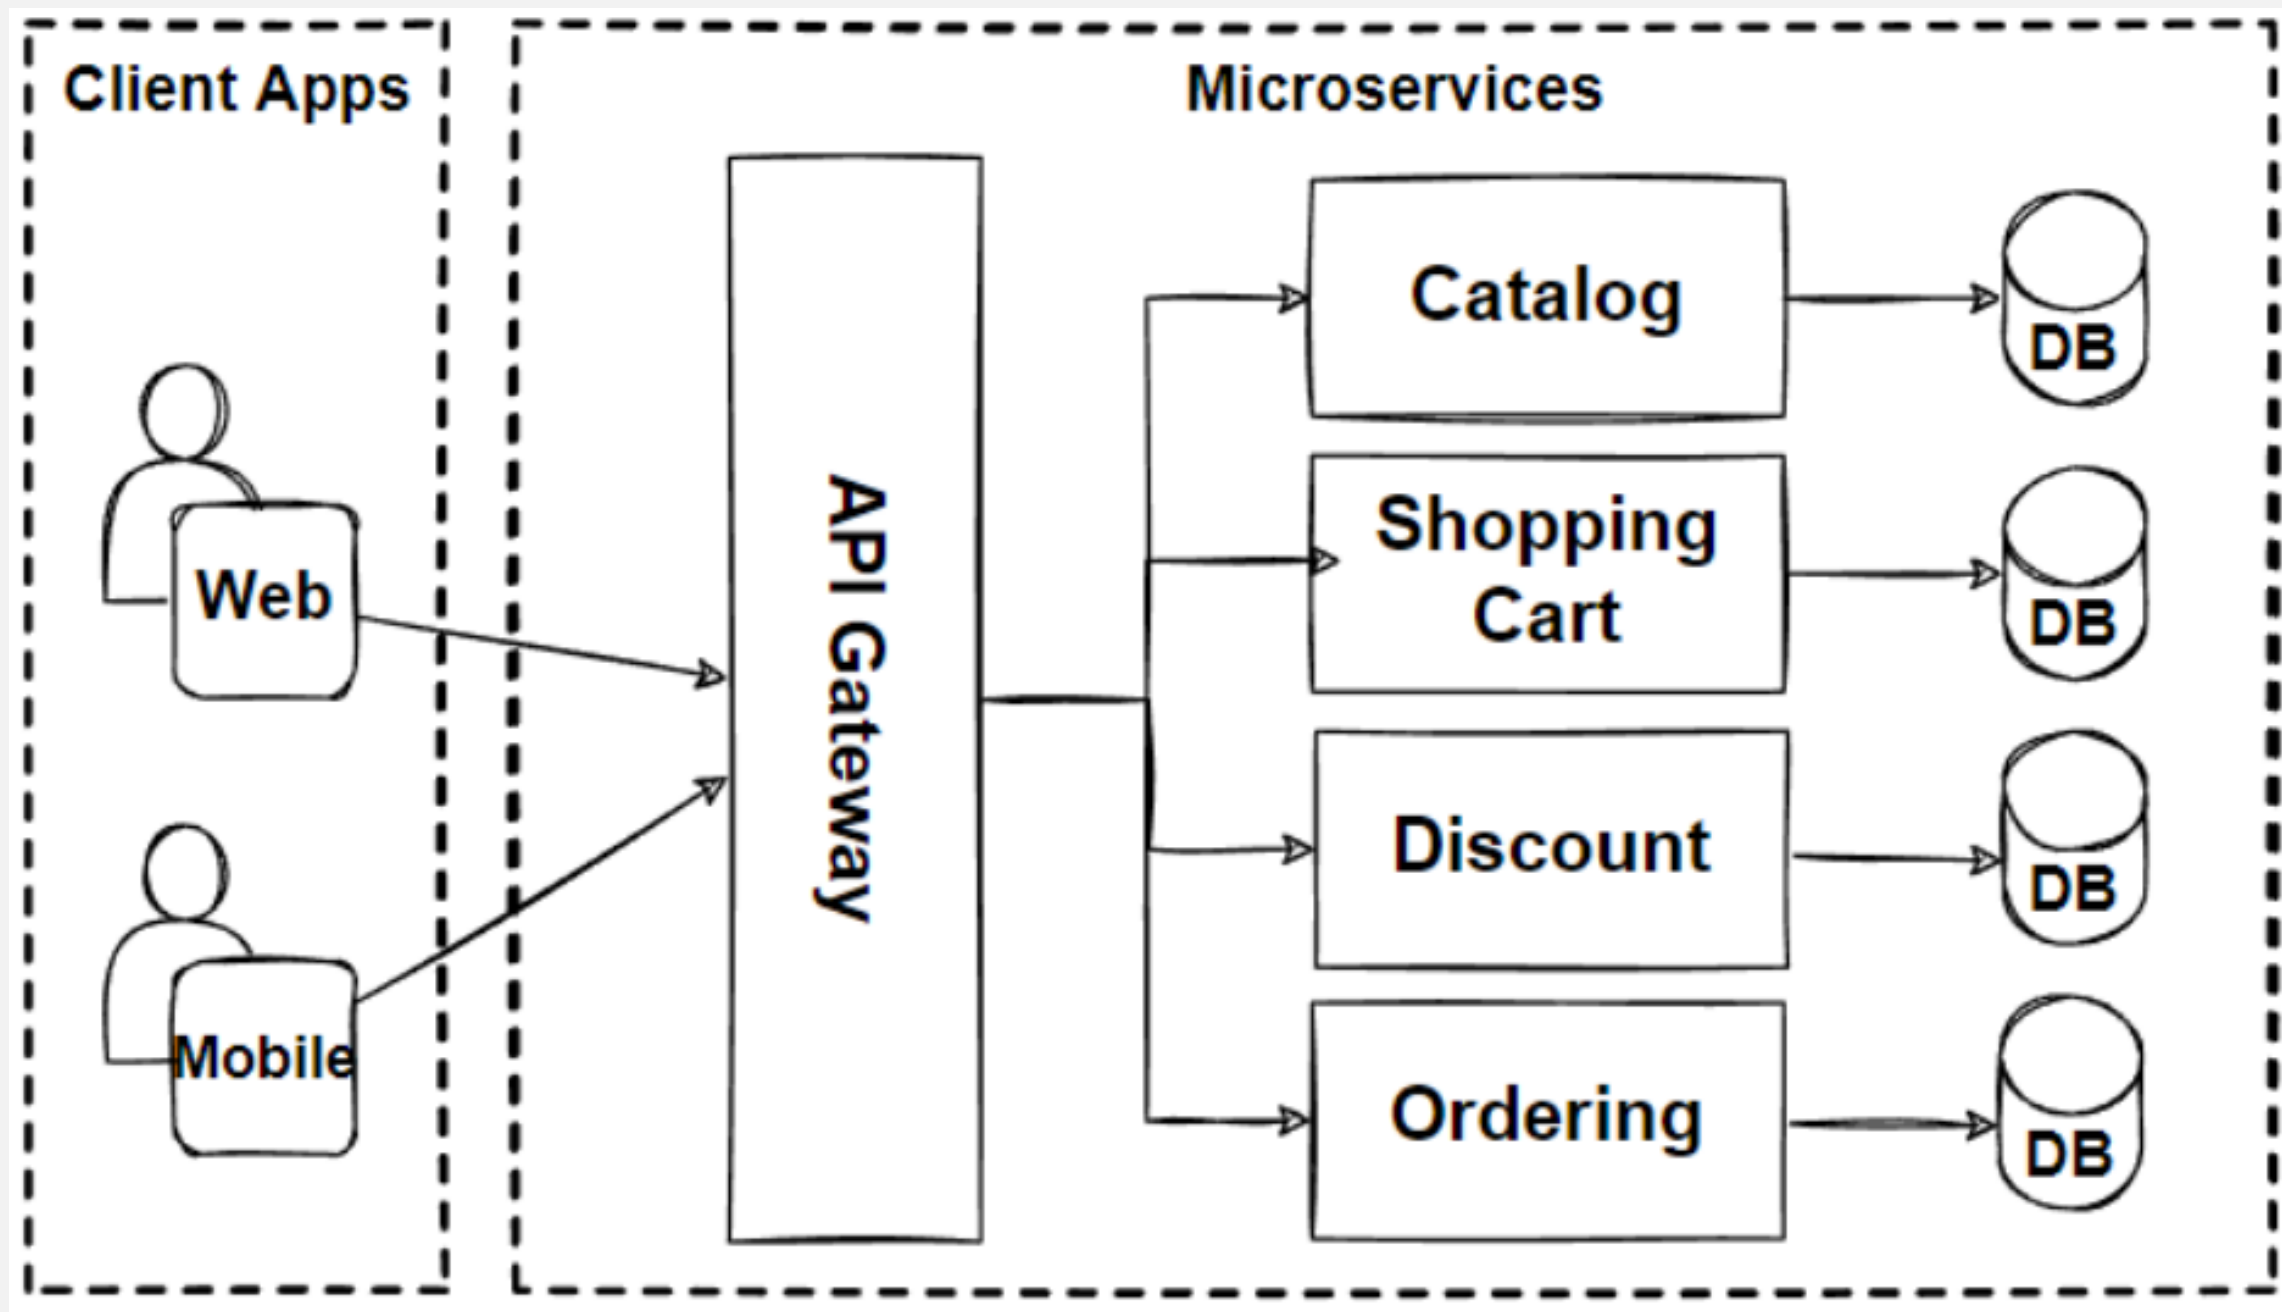 Client Apps
Web
Mobile
Microservices
API Gateway
Catalog
DB
Shopping
Cart
DB
Discount
DB
Ordering
DB